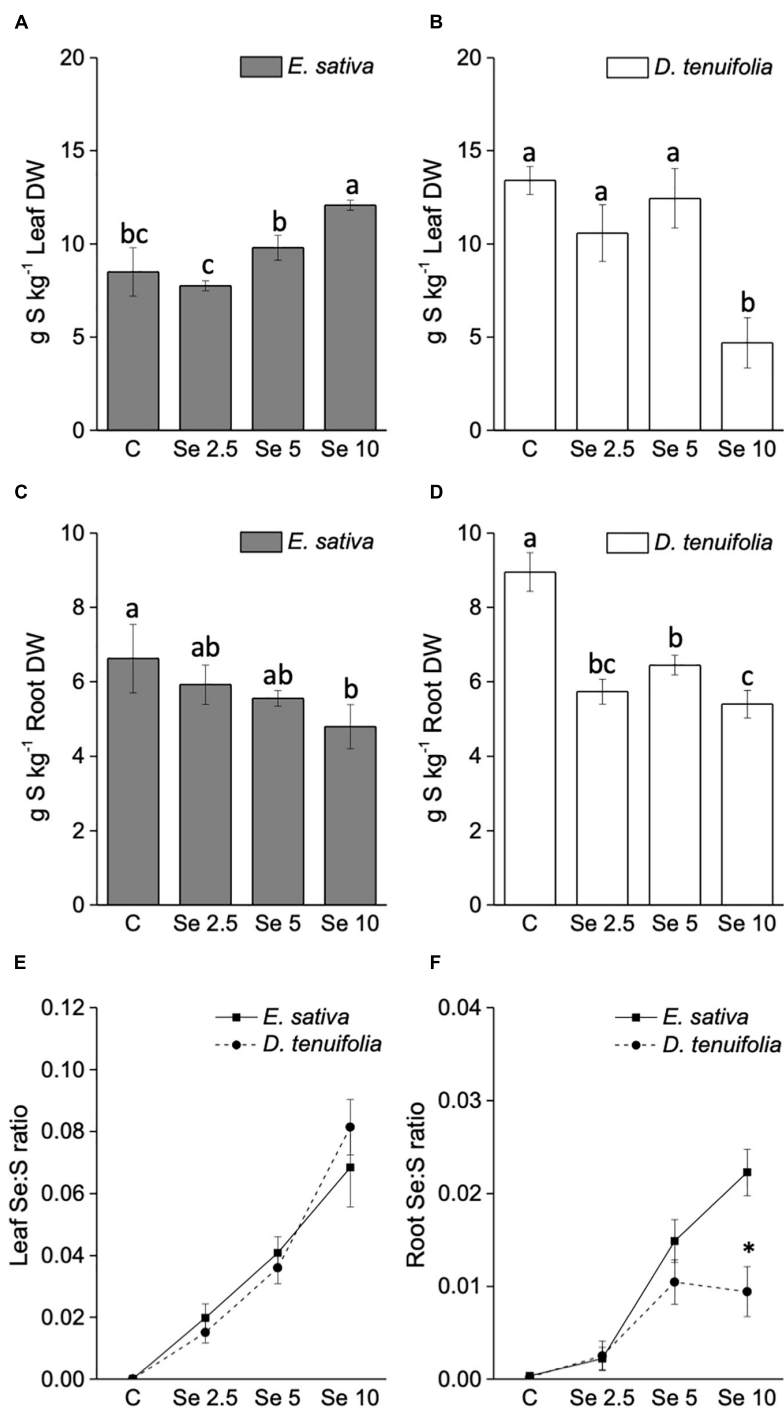 A
B
20
15
10
5
0
g S kg⁻¹ Leaf DW
E. sativa
bc
c
b
a
C Se 2.5 Se 5 Se 10
20
15
10
5
0
g S kg⁻¹ Leaf DW
D. tenuifolia
a
a
a
b
C Se 2.5 Se 5 Se 10
C
D
10
8
6
4
2
0
g S kg⁻¹ Root DW
E. sativa
a
ab
ab
b
C Se 2.5 Se 5 Se 10
10
8
6
4
2
0
g S kg⁻¹ Root DW
D. tenuifolia
a
bc
b
c
C Se 2.5 Se 5 Se 10
E
F
0.12
0.10
0.08
0.06
0.04
0.02
0.00
Leaf Se:S ratio
E. sativa
D. tenuifolia
C Se 2.5 Se 5 Se 10
0.04
0.03
0.02
0.01
0.00
Root Se:S ratio
E. sativa
D. tenuifolia
*
C Se 2.5 Se 5 Se 10